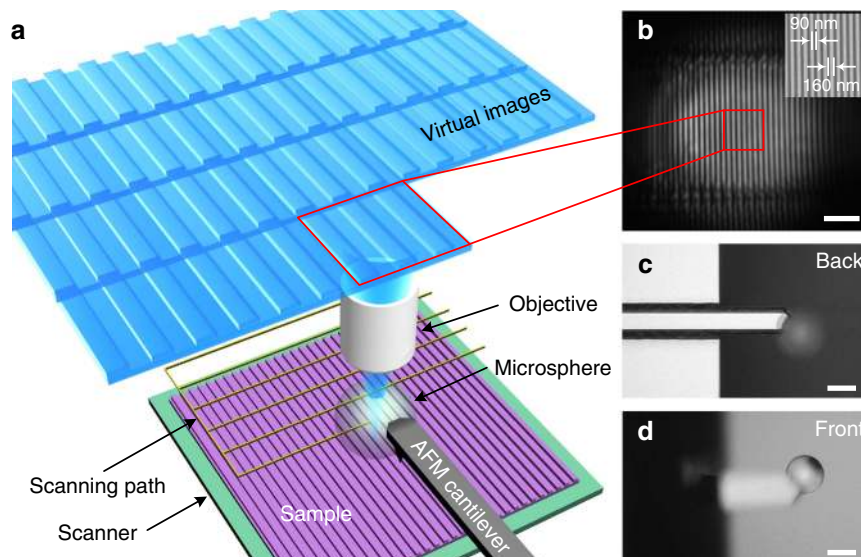 a
Virtual images
Objective
Microsphere
Scanning path
Scanner
Sample
AFM cantilever
b
90 nm
160 nm
c
Back
d
Front